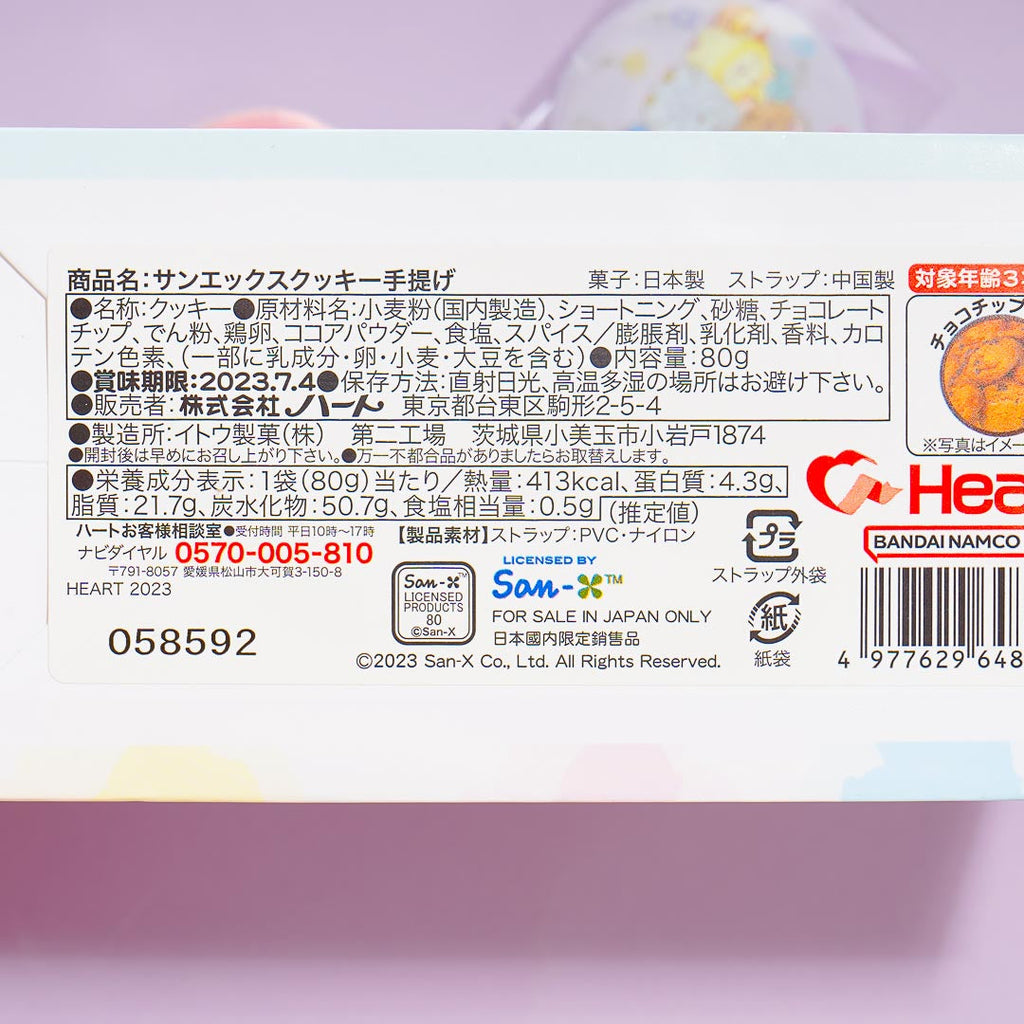 商品名：サンエックスクッキー手提げ 菓子：日本製 ストラップ：中国製
対象年齢3
●名称：クッキー●原材料名：小麦粉（国内製造）、ショートニング、砂糖、チョコレート
チップ、でん粉、鶏卵、ココアパウダー、食塩、スパイス／膨脹剤、乳化剤、香料、カロ
テン色素、（一部に乳成分・卵・小麦・大豆を含む）●内容量：80g
●賞味期限：2023.7.4●保存方法：直射日光、高温多湿の場所はお避け下さい。
●販売者：株式会社ハート 東京都台東区駒形2-5-4
チョコチップ
※写真はイメー
●製造所：イトウ製菓（株） 第二工場 茨城県小美玉市小岩戸1874
●開封後は早めにお召し上がり下さい。●万一不都合品がありましたらお取替えします。
●栄養成分表示：1袋（80g）当たり／熱量：413kcal、蛋白質：4.3g、
脂質：21.7g、炭水化物：50.7g、食塩相当量：0.5g （推定値）
Hea
BANDAI NAMCO
ハートお客様相談室●受付時間 平日10時～17時
ナビダイヤル 0570-005-810
〒791-8057 愛媛県松山市大可賀3-150-8
HEART 2023
【製品素材】ストラップ：PVC・ナイロン
プラ
ストラップ外袋
San-X™
LICENSED
PRODUCTS
80
©San-X
LICENSED BY
San-X™
FOR SALE IN JAPAN ONLY
日本國内限定銷售品
紙
紙袋
058592
©2023 San-X Co., Ltd. All Rights Reserved.
4 977629 648